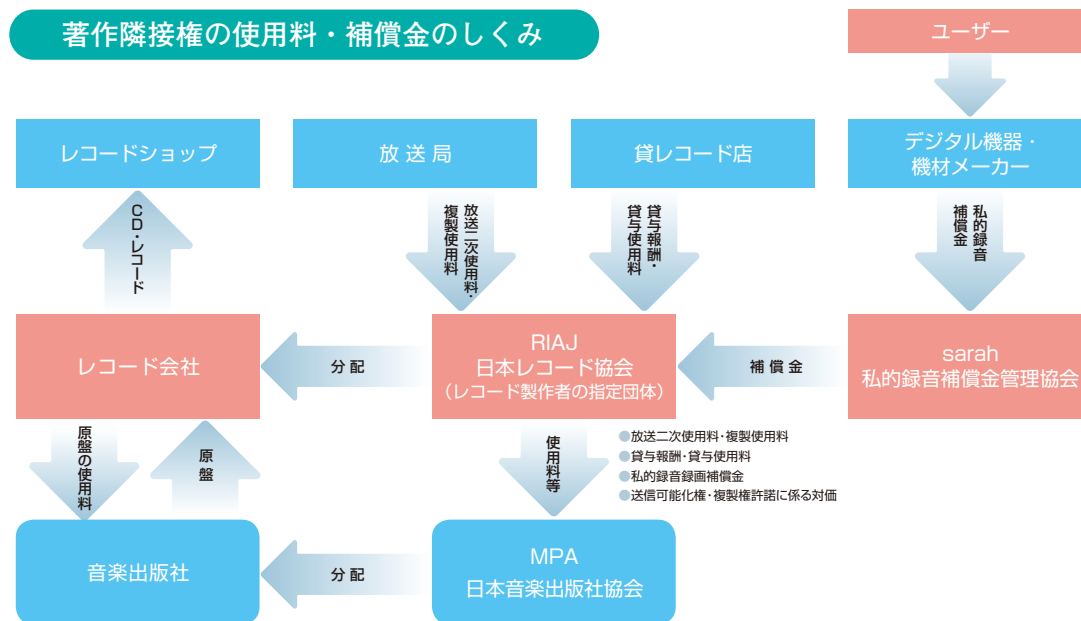 著作隣接権の使用料・補償金のしくみ
ユーザー
レコードショップ
放送局
貸レコード店
デジタル機器・
機材メーカー
CD・レコード
放送二次使用料・
複製使用料
貸与報酬・
貸与使用料
私的録音
補償金
レコード会社
分配
RIAJ
日本レコード協会
(レコード製作者の指定団体)
補償金
sarah
私的録音補償金管理協会
原盤の使用料
原盤
使用料等
●放送二次使用料・複製使用料
●貸与報酬・貸与使用料
●私的録音録画補償金
●送信可能化権・複製権許諾に係る対価
音楽出版社
分配
MPA
日本音楽出版社協会